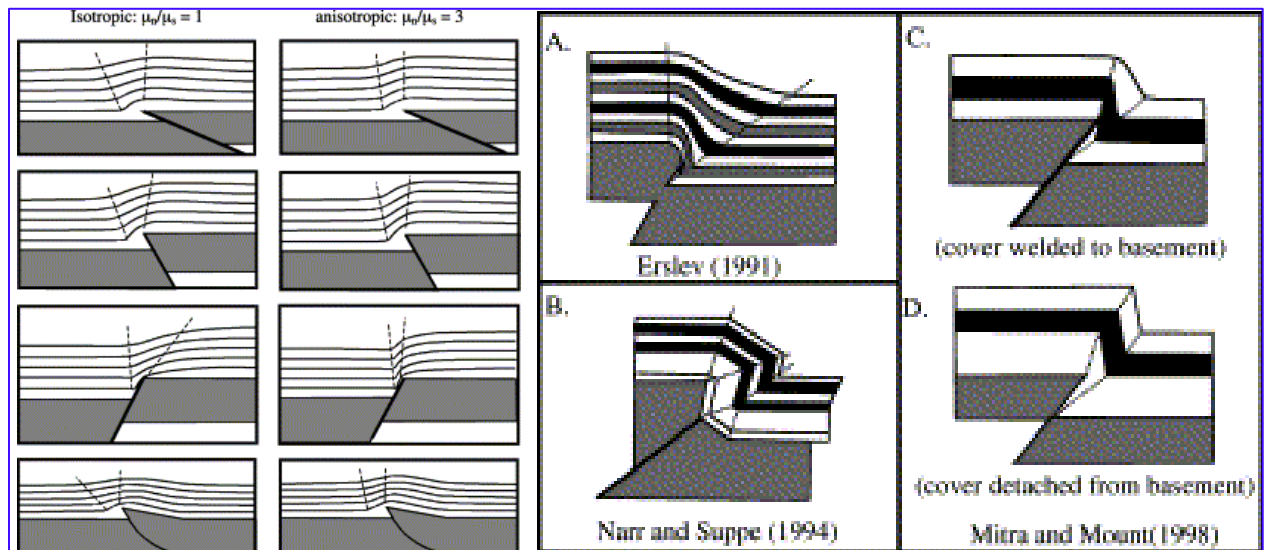 Isotropic: μn/μs = 1
anisotropic: μn/μs = 3
A.
Erslev (1991)
B.
Narr and Suppe (1994)
C.
(cover welded to basement)
D.
(cover detached from basement)
Mitra and Mount(1998)